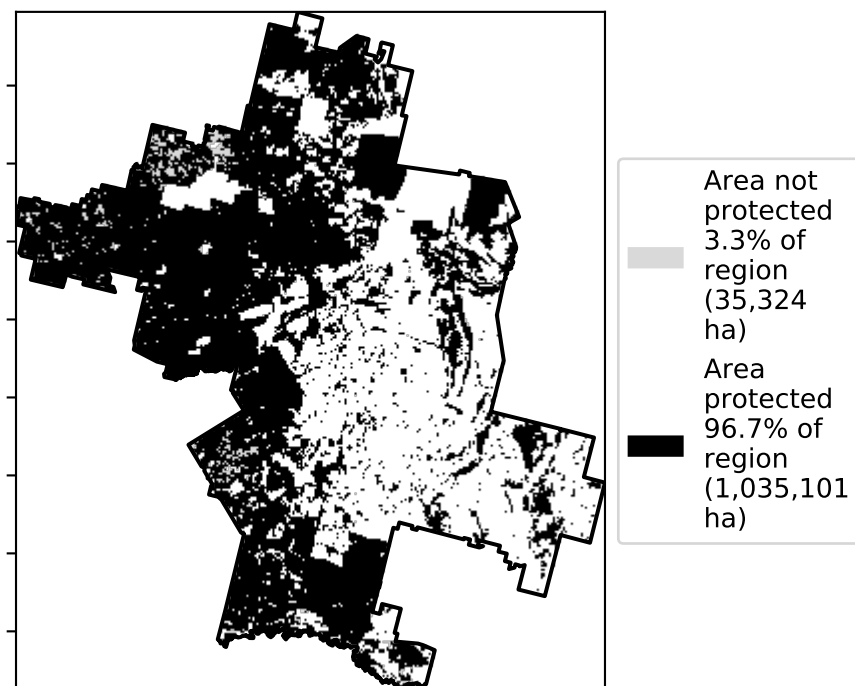 Area not
protected
3.3% of
region
(35,324
ha)
Area
protected
96.7% of
region
(1,035,101
ha)